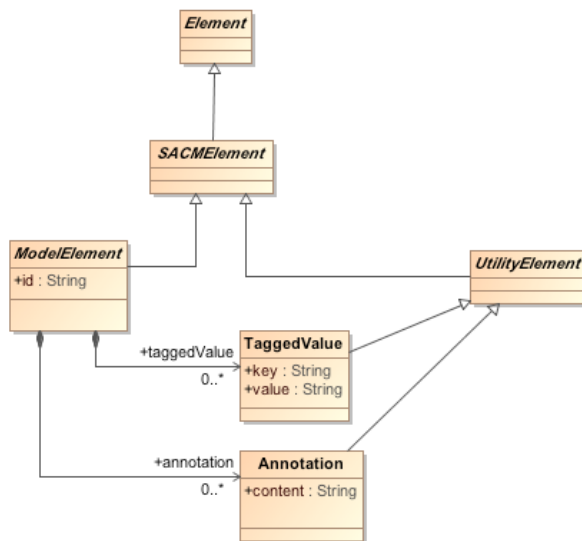 Element
SACMElement
ModelElement
+id : String
UtilityElement
+taggedValue
0..*
TaggedValue
+key : String
+value : String
+annotation
0..*
Annotation
+content : String